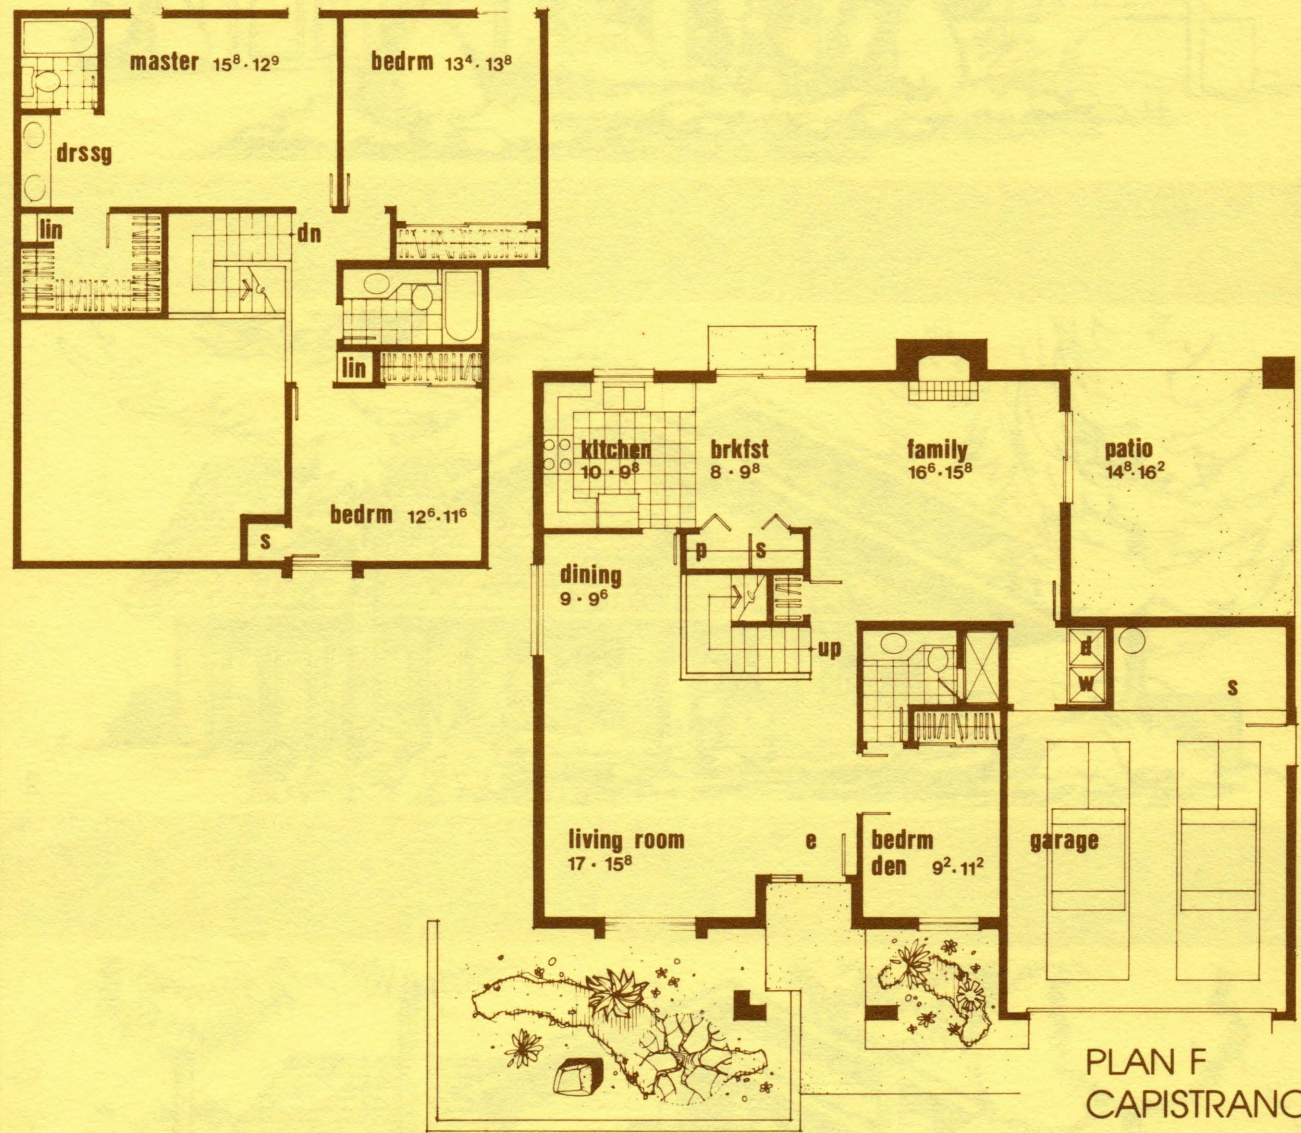 master 15⁸·12⁹
bedrm 13⁴·13⁸
drssg
lin
dn
lin
bedrm 12⁶·11⁶
s
kitchen
10·9⁸
brkfst
8·9⁸
family
16⁶·15⁸
patio
14⁸·16²
p
s
dining
9·9⁶
up
d
w
s
living room
17·15⁸
e
bedrm
den 9²·11²
garage
PLAN F
CAPISTRANO